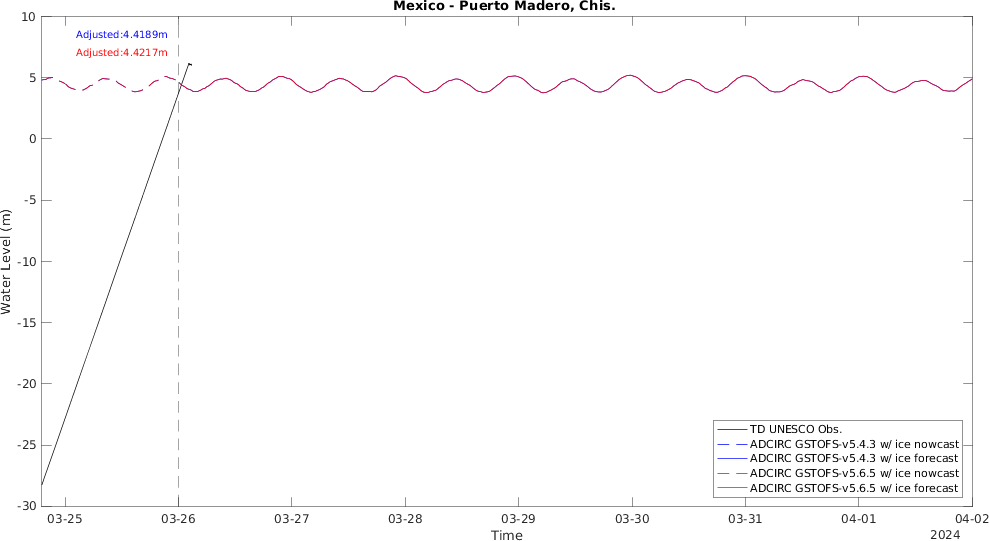 Mexico - Puerto Madero, Chis.
Adjusted:4.4189m
Adjusted:4.4217m
Water Level (m)
10
5
0
-5
-10
-15
-20
-25
-30
TD UNESCO Obs.
ADCIRC GSTOFS-v5.4.3 w/ ice nowcast
ADCIRC GSTOFS-v5.4.3 w/ ice forecast
ADCIRC GSTOFS-v5.6.5 w/ ice nowcast
ADCIRC GSTOFS-v5.6.5 w/ ice forecast
03-25 03-26 03-27 03-28 03-29 03-30 03-31 04-01 04-02
Time
2024